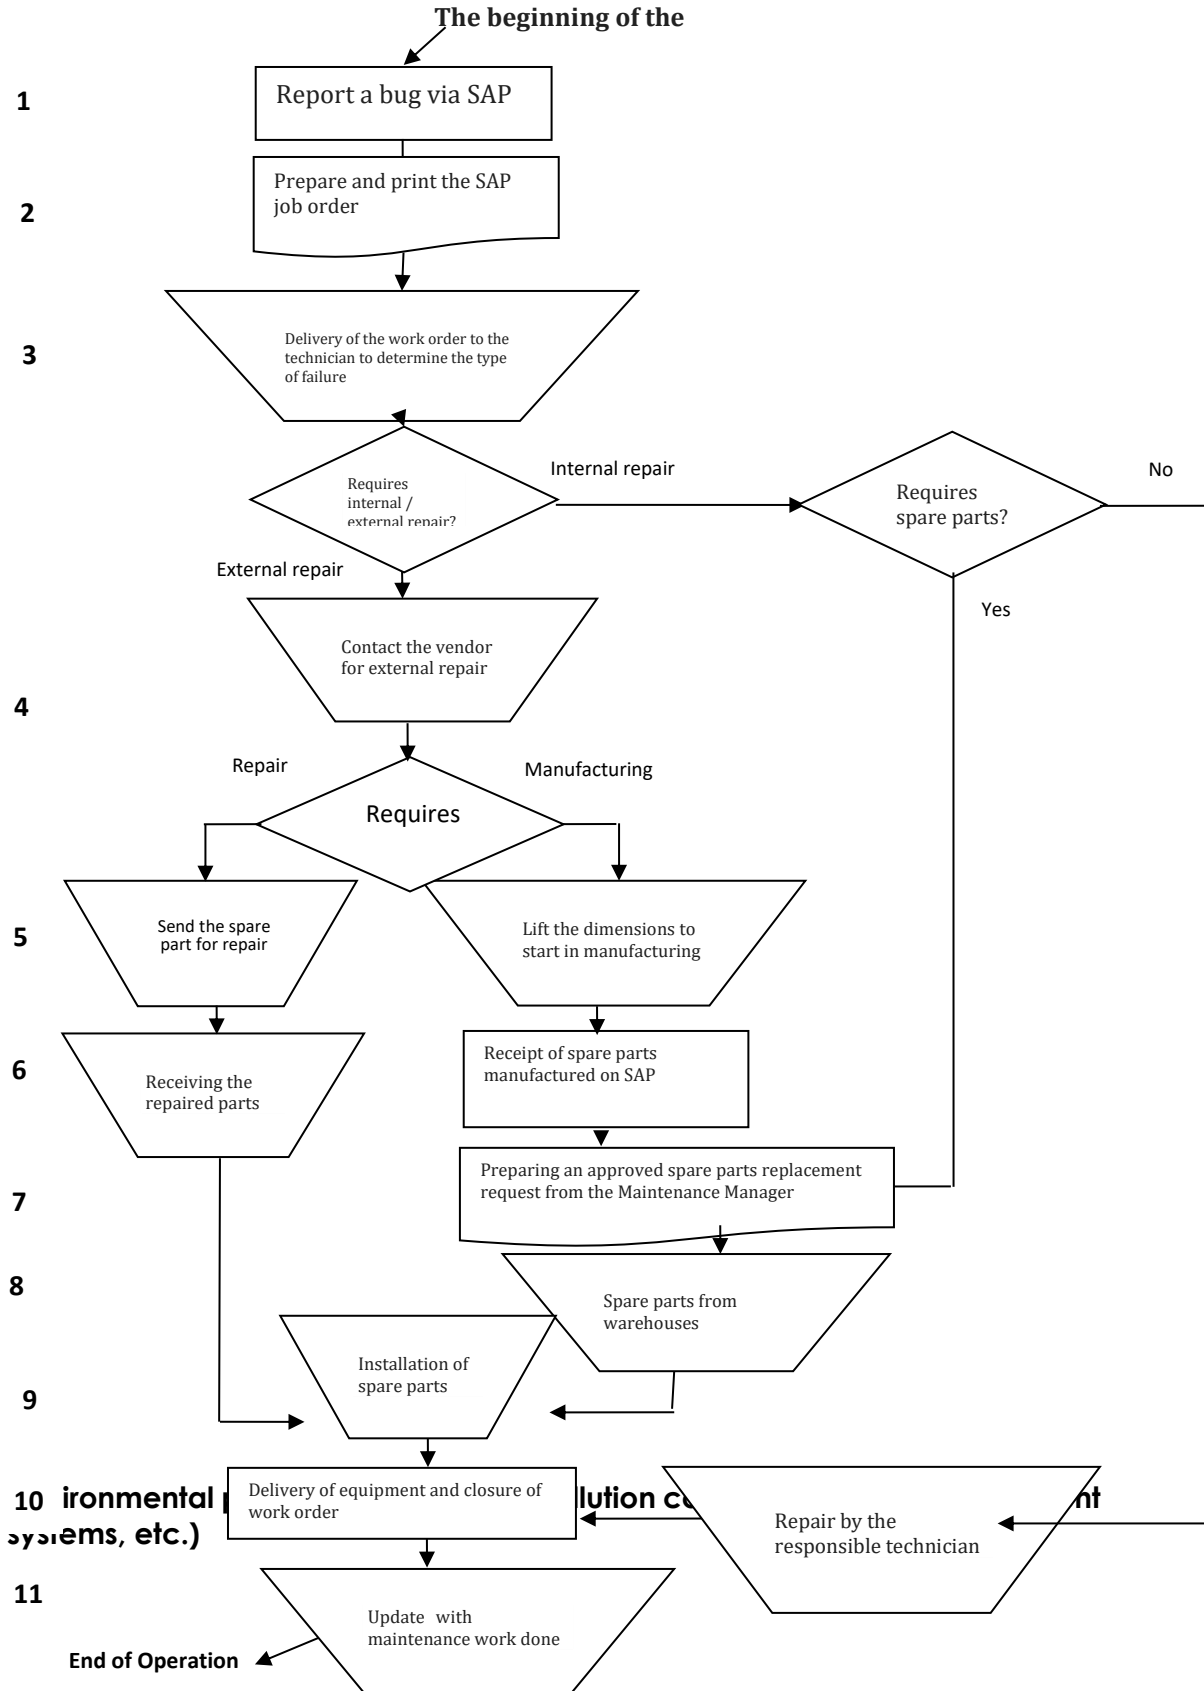 The beginning of the
1
Report a bug via SAP
2
Prepare and print the SAP
job order
3
Delivery of the work order to the
technician to determine the type
of failure
Requires
internal /
external repair?
Internal repair
Requires
spare parts?
No
External repair
Yes
Contact the vendor
for external repair
4
Repair
Manufacturing
Requires
5
Send the spare
part for repair
Lift the dimensions to
start in manufacturing
6
Receiving the
repaired parts
Receipt of spare parts
manufactured on SAP
7
Preparing an approved spare parts replacement
request from the Maintenance Manager
8
Spare parts from
warehouses
Installation of
spare parts
9
10
ironmental
Delivery of equipment and closure of
work order
lution
nt
systems, etc.)
Repair by the
responsible technician
11
Update with
maintenance work done
End of Operation